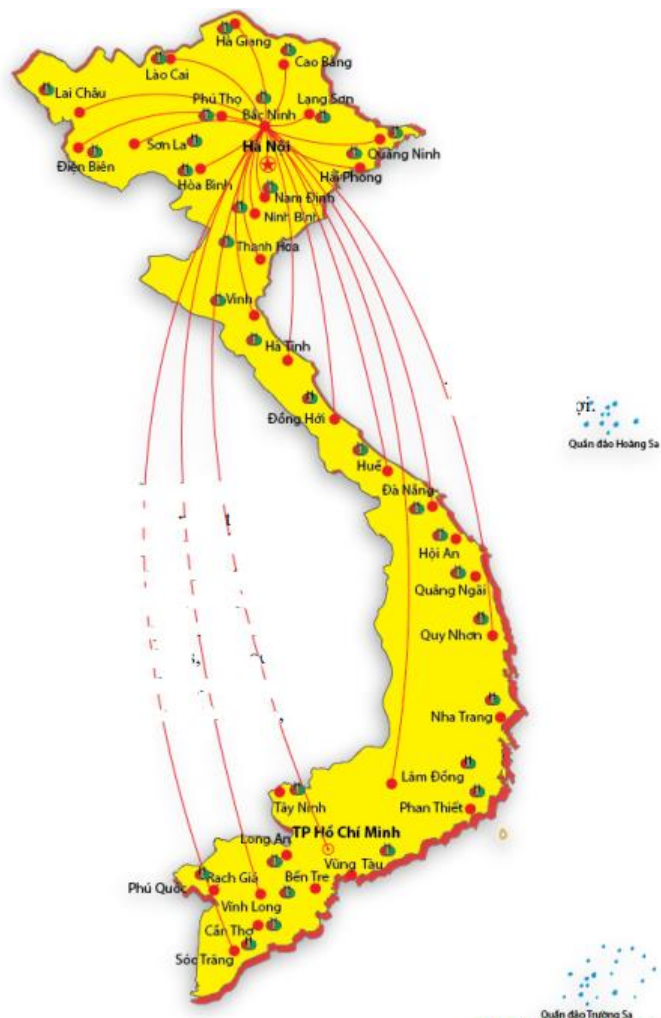 Hà Giang
Cao Bằng
Lào Cai
Lai Châu
Phú Thọ
Lạng Sơn
Bắc Ninh
Sơn La
Hà Nội
Quảng Ninh
Điện Biên
Hòa Bình
Hải Phòng
Nam Định
Ninh Bình
Thanh Hóa
Vinh
Hà Tĩnh
Đồng Hới
Quần đảo Hoàng Sa
Huế
Đà Nẵng
Hội An
Quảng Ngãi
Quy Nhơn
Nha Trang
Lâm Đồng
Tây Ninh
Phan Thiết
TP Hồ Chí Minh
Long An
Vũng Tàu
Rạch Giá
Bến Tre
Phú Quốc
Vĩnh Long
Cần Thơ
Sóc Trăng
Quần đảo Trường Sa